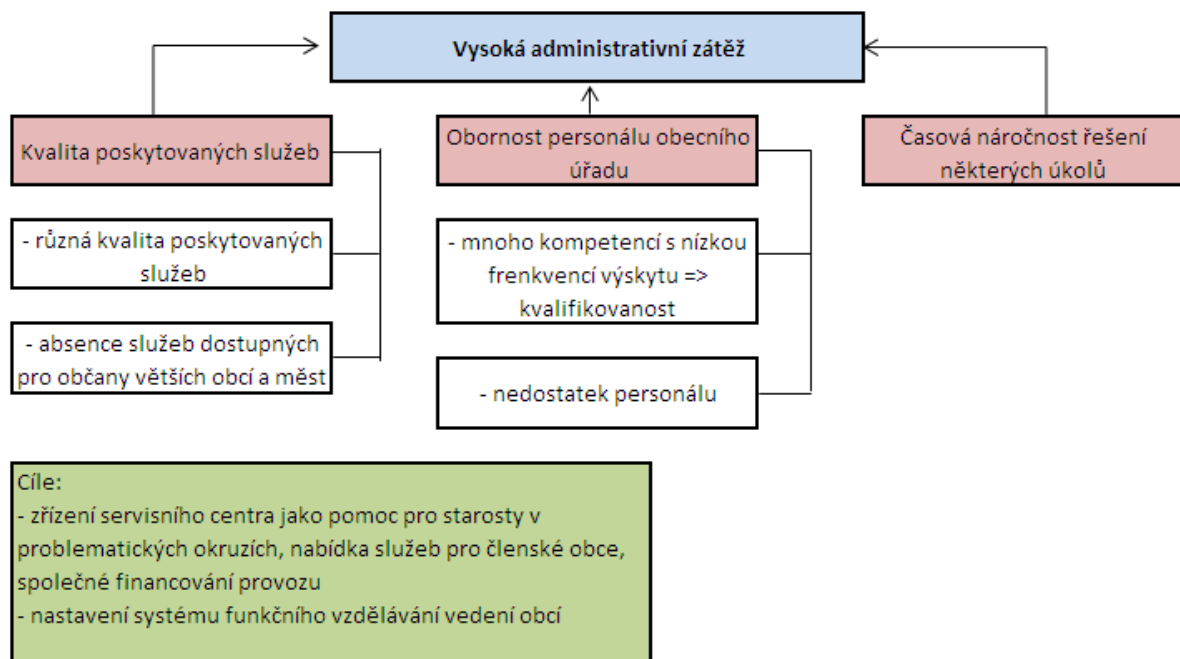 Vysoká administrativní zátěž
Kvalita poskytovaných služeb
Obornost personálu obecního
úřadu
Časová náročnost řešení
některých úkolů
- různá kvalita poskytovaných
služeb
- mnoho kompetencí s nízkou
frenkvencí výskytu =>
kvalifikovanost
- absence služeb dostupných
pro občany větších obcí a měst
- nedostatek personálu
Cíle:
- zřízení servisního centra jako pomoc pro starosty v
problematických okruzích, nabídka služeb pro členské obce,
společné financování provozu
- nastavení systému funkčního vzdělávání vedení obcí